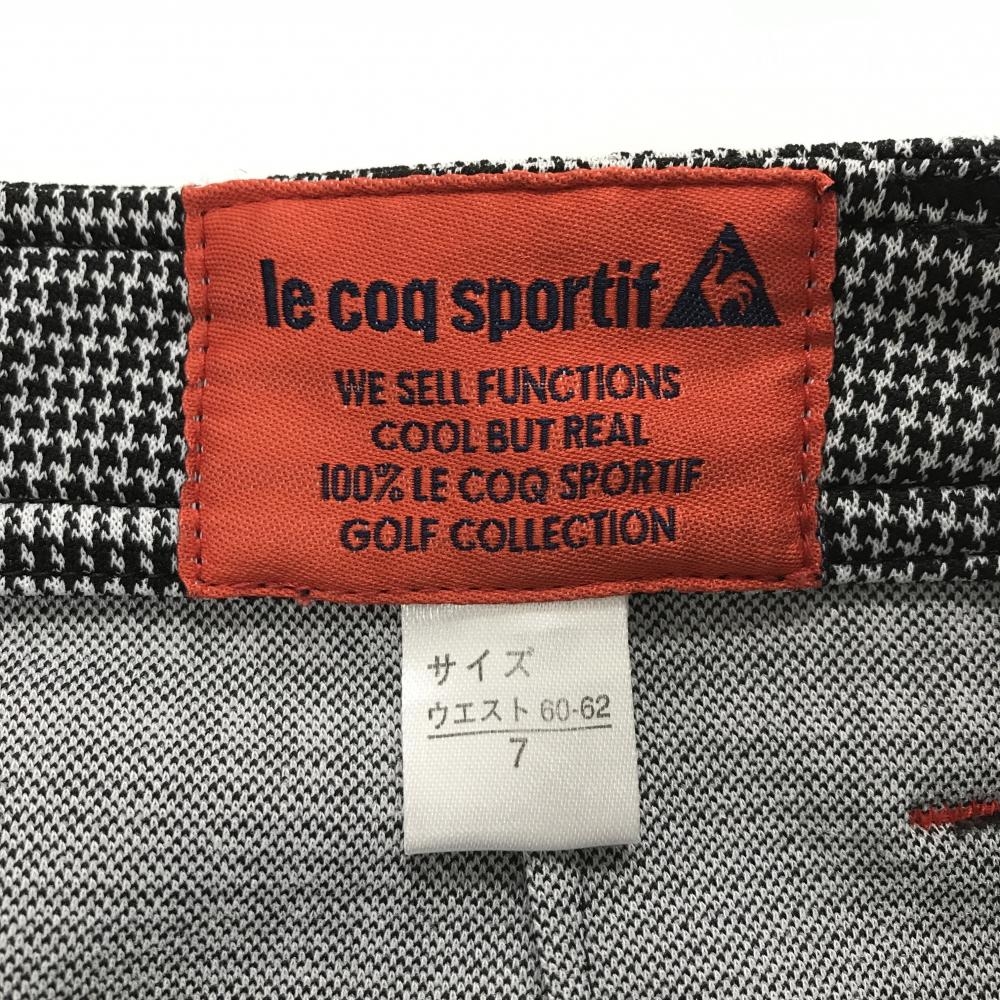 le coq sportif
WE SELL FUNCTIONS
COOL BUT REAL
100% LE COQ SPORTIF
GOLF COLLECTION
サイズ
ウエスト 60-62
7